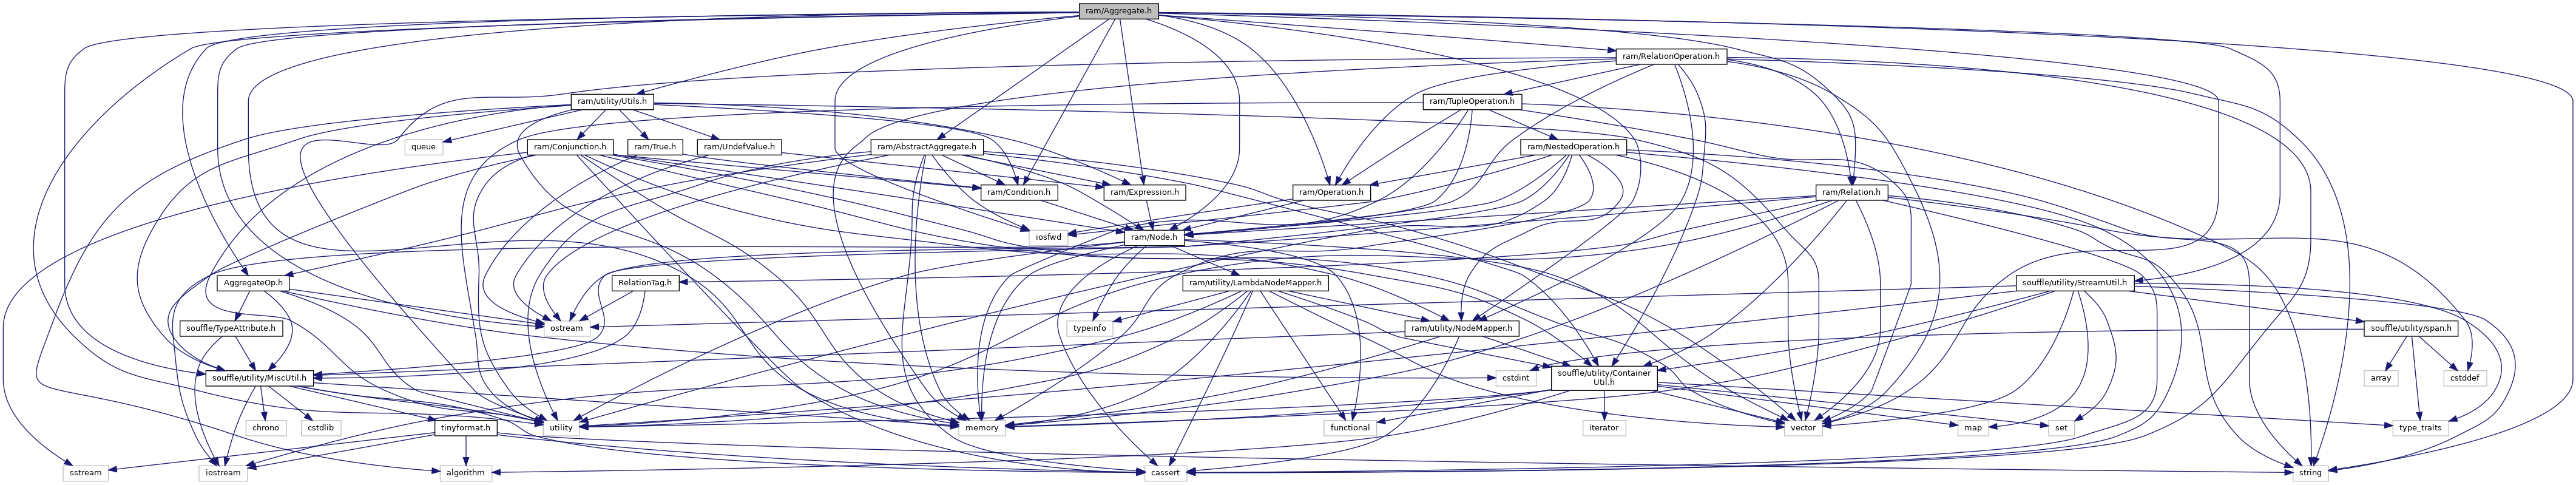 ram/Aggregate.h
ram/RelationOperation.h
ram/utility/Utils.h
ram/TupleOperation.h
queue
ram/Conjunction.h
ram/True.h
ram/UndefValue.h
ram/AbstractAggregate.h
ram/NestedOperation.h
ram/Condition.h
ram/Expression.h
ram/Operation.h
ram/Relation.h
iosfwd
ram/Node.h
AggregateOp.h
RelationTag.h
ram/utility/LambdaNodeMapper.h
souffle/utility/StreamUtil.h
souffle/TypeAttribute.h
ostream
typeinfo
ram/utility/NodeMapper.h
souffle/utility/span.h
souffle/utility/MiscUtil.h
cstdint
souffle/utility/Container
Util.h
array
cstddef
chrono
cstdlib
tinyformat.h
utility
memory
functional
iterator
vector
map
set
type_traits
sstream
iostream
algorithm
cassert
string